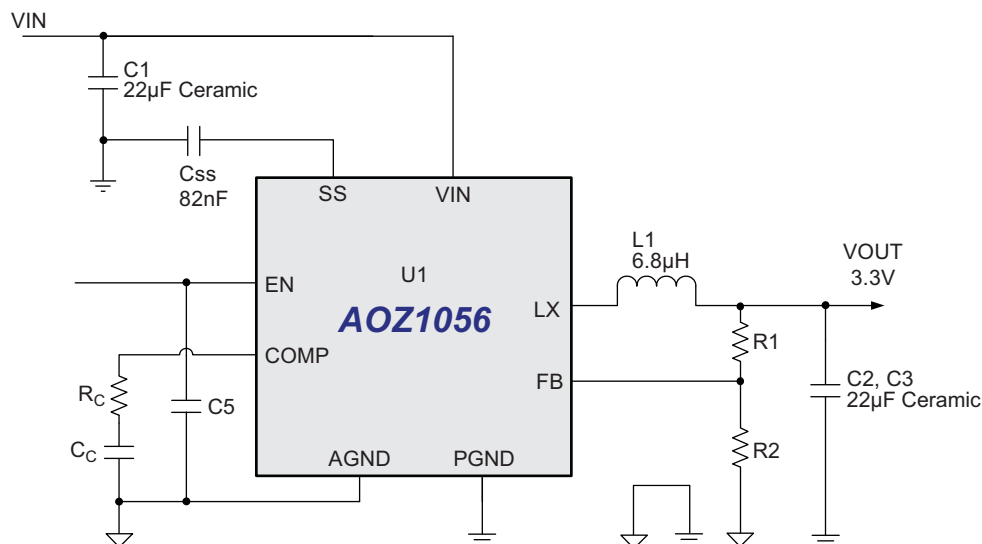 VIN
C1
22µF Ceramic
Css
82nF
SS
VIN
L1
6.8µH
VOUT
3.3V
U1
EN
AOZ1056
LX
R1
COMP
FB
C2, C3
22µF Ceramic
RC
C5
CC
R2
AGND
PGND